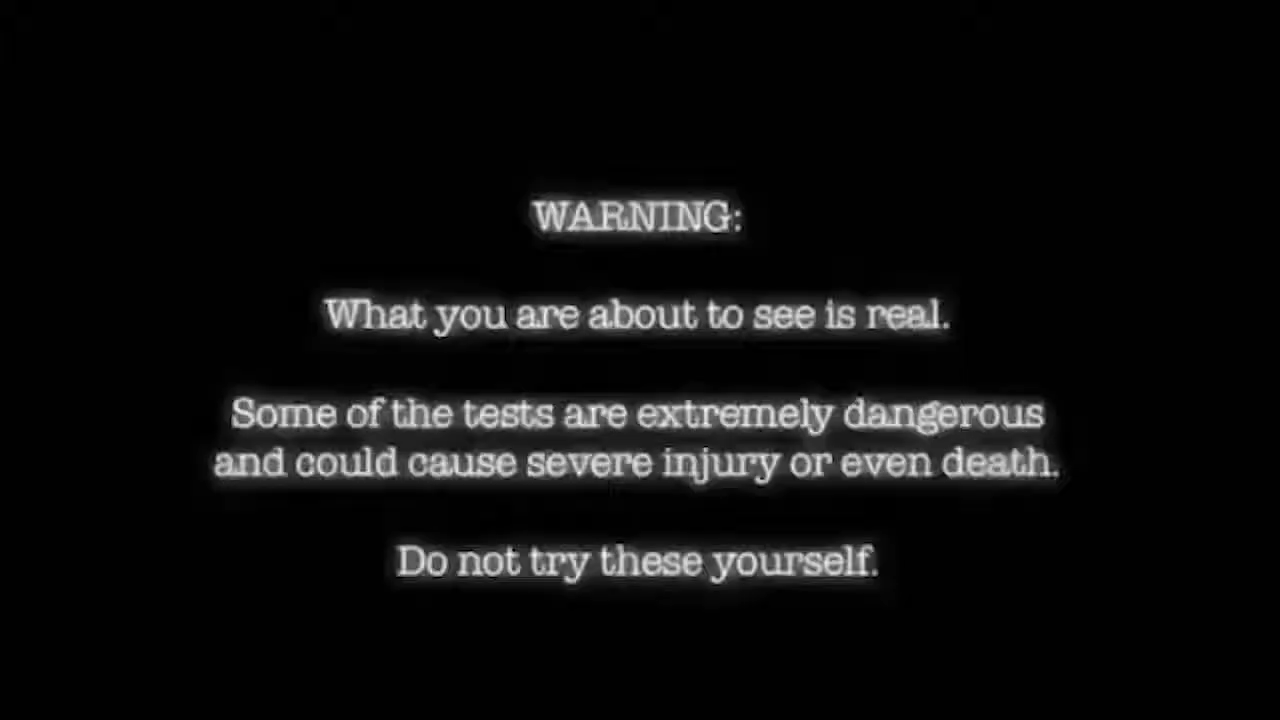 WARNING:
What you are about to see is real.
Some of the tests are extremely dangerous
and could cause severe injury or even death.
Do not try these yourself.